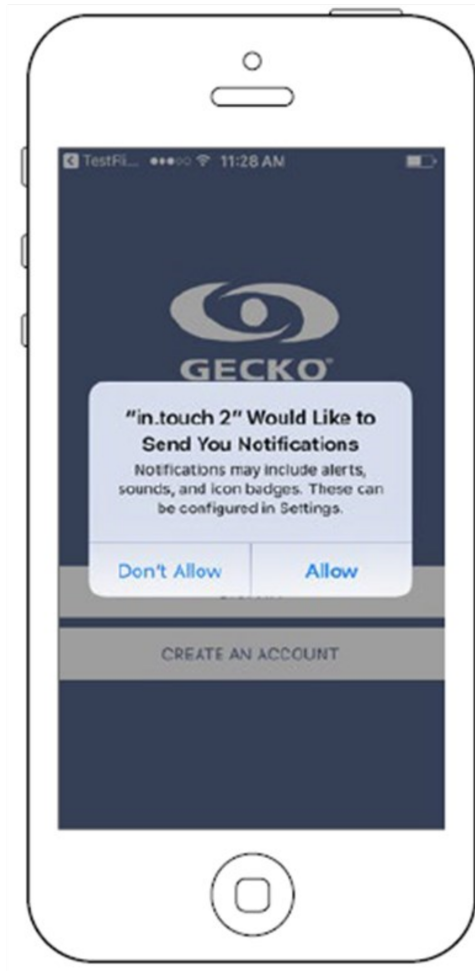 TestFli... 11:28 AM
GECKO
"in.touch 2" Would Like to
Send You Notifications
Notifications may include alerts,
sounds, and icon badges. These can
be configured in Settings.
Don't Allow Allow
CREATE AN ACCOUNT